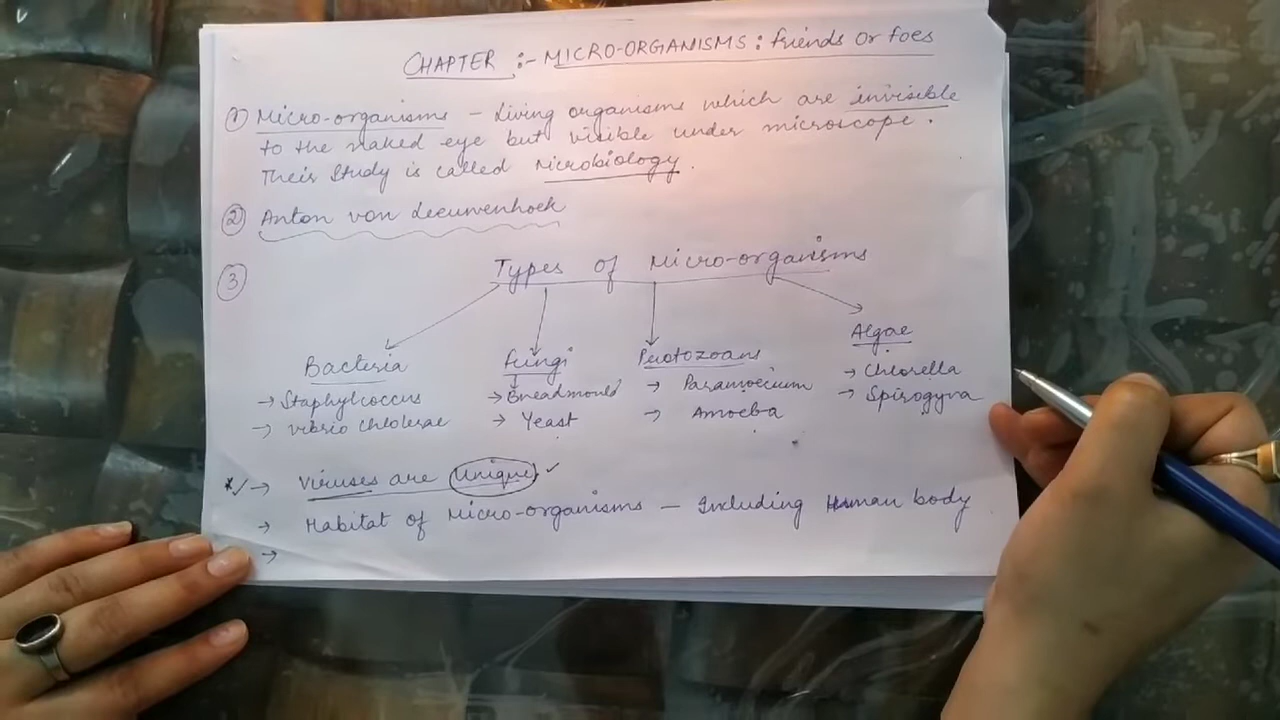 CHAPTER :- MICRO-ORGANISMS : friends or foes
① Micro-organisms - Living organisms which are invisible
to the naked eye but visible under microscope.
Their study is called Microbiology.
② Anton von Leeuwenhoek
③ Types of Micro-organisms
Bacteria Fungi Protozoans Algae
→ Staphylcoccus → Breadmould → Paramoecium → Chlorella
→ vibrio chlolerae → Yeast → Amoeba → Spirogyra
*✓→ Viruses are Unique. ✓
→ Habitat of Micro-organisms — Including Human body
→